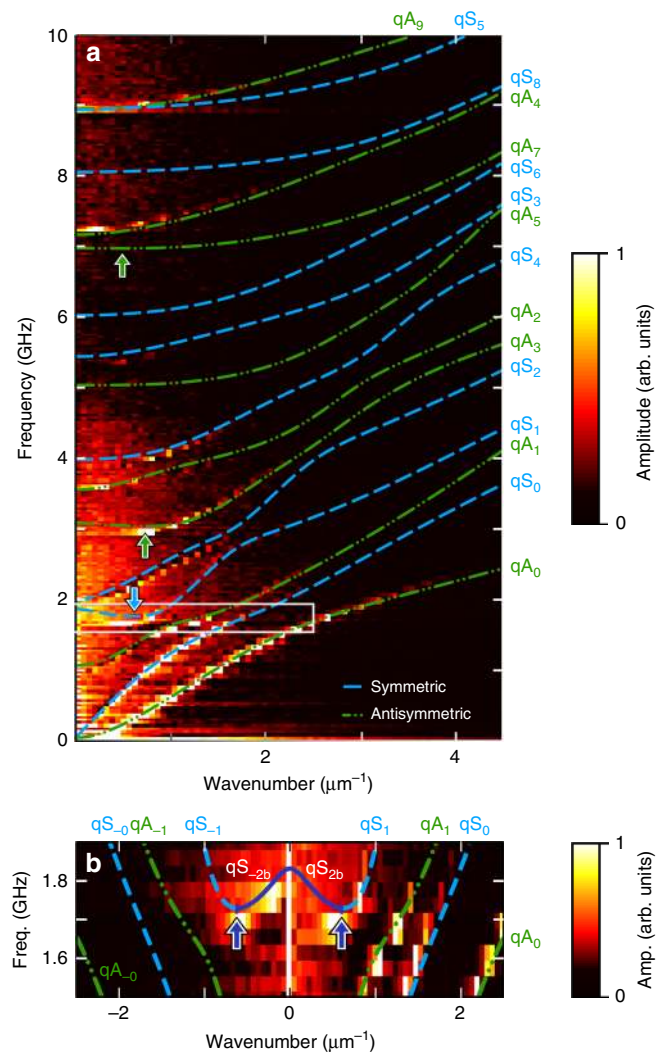 qA9 qS5
10
a
qS8
qA4
8
qA7
qS6
qS3
qA5
1
qS4
6
Frequency (GHz)
qA2
qA3
qS2
Amplitude (arb. units)
4
qS1
qA1
qS0
0
2
qA0
Symmetric
Antisymmetric
0
2 4
Wavenumber (μm−1)
qS−0 qA−1 qS−1 qS1 qA1 qS0
b
qS−2b qS2b
1
1.8
Freq. (GHz)
qA0
Amp. (arb. units)
1.6
qA−0
0
−2 0 2
Wavenumber (μm−1)